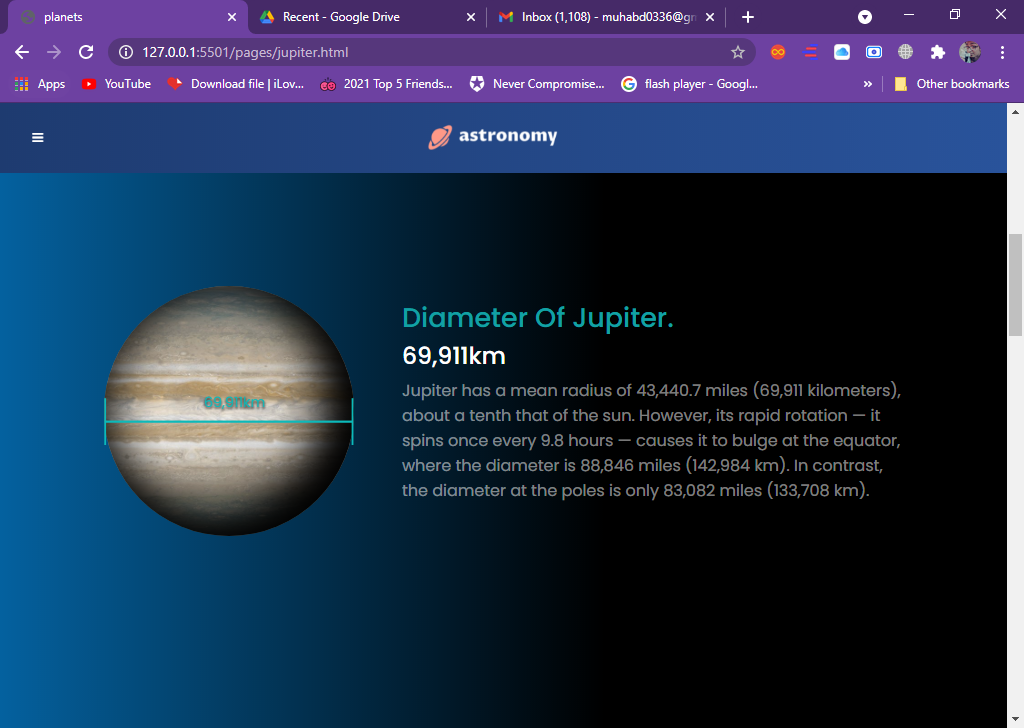 planets
Recent - Google Drive
Inbox (1,108) - muhabd0336@gm
127.0.0.1:5501/pages/jupiter.html
Apps
YouTube
Download file | iLov...
2021 Top 5 Friends...
Never Compromise...
flash player - Googl...
»
Other bookmarks
astronomy
Diameter Of Jupiter.
69,911km
Jupiter has a mean radius of 43,440.7 miles (69,911 kilometers),
about a tenth that of the sun. However, its rapid rotation — it
spins once every 9.8 hours — causes it to bulge at the equator,
where the diameter is 88,846 miles (142,984 km). In contrast,
the diameter at the poles is only 83,082 miles (133,708 km).
69,911km